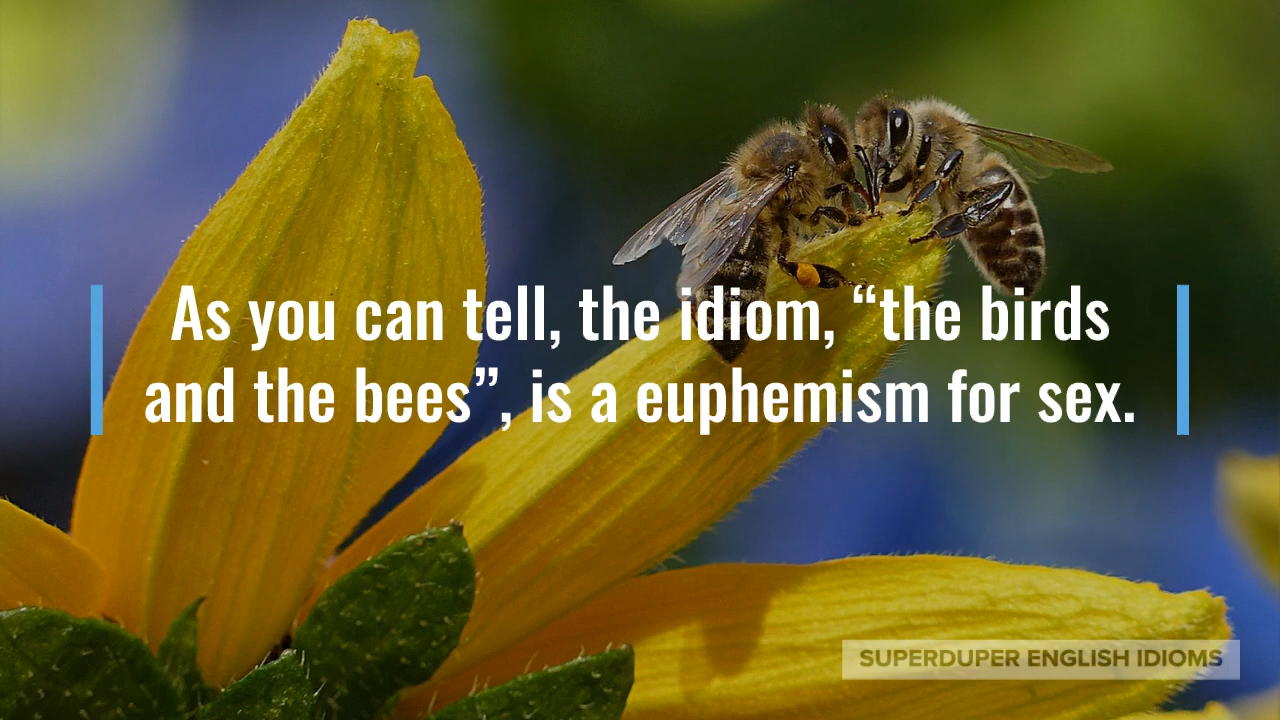 As you can tell, the idiom, “the birds
and the bees”, is a euphemism for sex.
SUPERDUPER ENGLISH IDIOMS